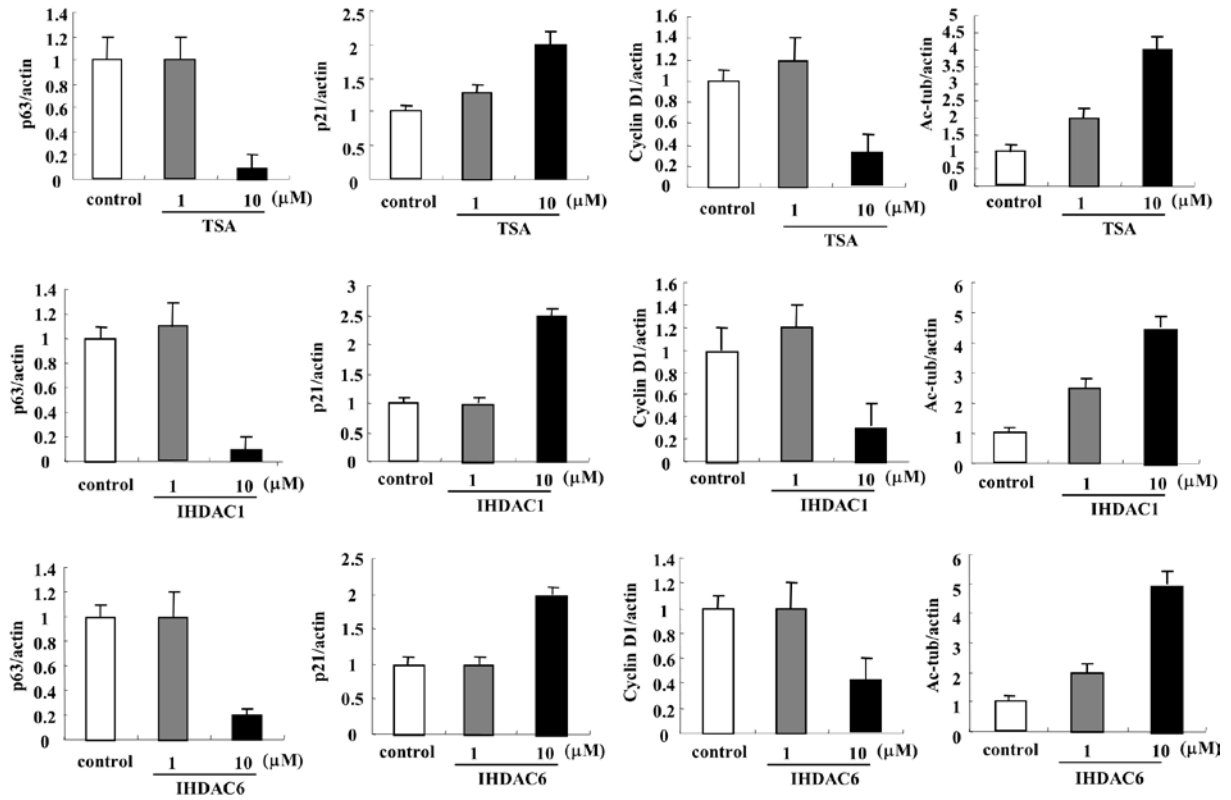 p63/actin
1.4
1.2
1
0.8
0.6
0.4
0.2
0
control
1
10
(μM)
TSA
p21/actin
2.5
2
1.5
1
0.5
0
control
1
10
(μM)
TSA
Cyclin D1/actin
1.6
1.4
1.2
1
0.8
0.6
0.4
0.2
0
control
1
10
(μM)
TSA
Ac-tub/actin
5
4.5
4
3.5
2.5
2
1.5
1
0.5
0
control
1
10
(μM)
TSA
p63/actin
1.4
1.2
1
0.8
0.6
0.4
0.2
0
control
1
10
(μM)
IHDAC1
p21/actin
3
2.5
2
1.5
1
0.5
0
control
1
10
(μM)
IHDAC1
Cyclin D1/actin
1.6
1.4
1.2
1
0.8
0.6
0.4
0.2
0
control
1
10
(μM)
IHDAC1
Ac-tub/actin
6
5
4
2
1
0
control
1
10
(μM)
IHDAC1
p63/actin
1.4
1.2
1
0.8
0.6
0.4
0.2
0
control
1
10
(μM)
IHDAC6
p21/actin
2.5
2
1.5
1
0.5
0
control
1
10
(μM)
IHDAC6
Cyclin D1/actin
1.4
1.2
1
0.8
0.6
0.4
0.2
0
control
1
10
(μM)
IHDAC6
Ac-tub/actin
6
5
4
2
1
0
control
1
10
(μM)
IHDAC6